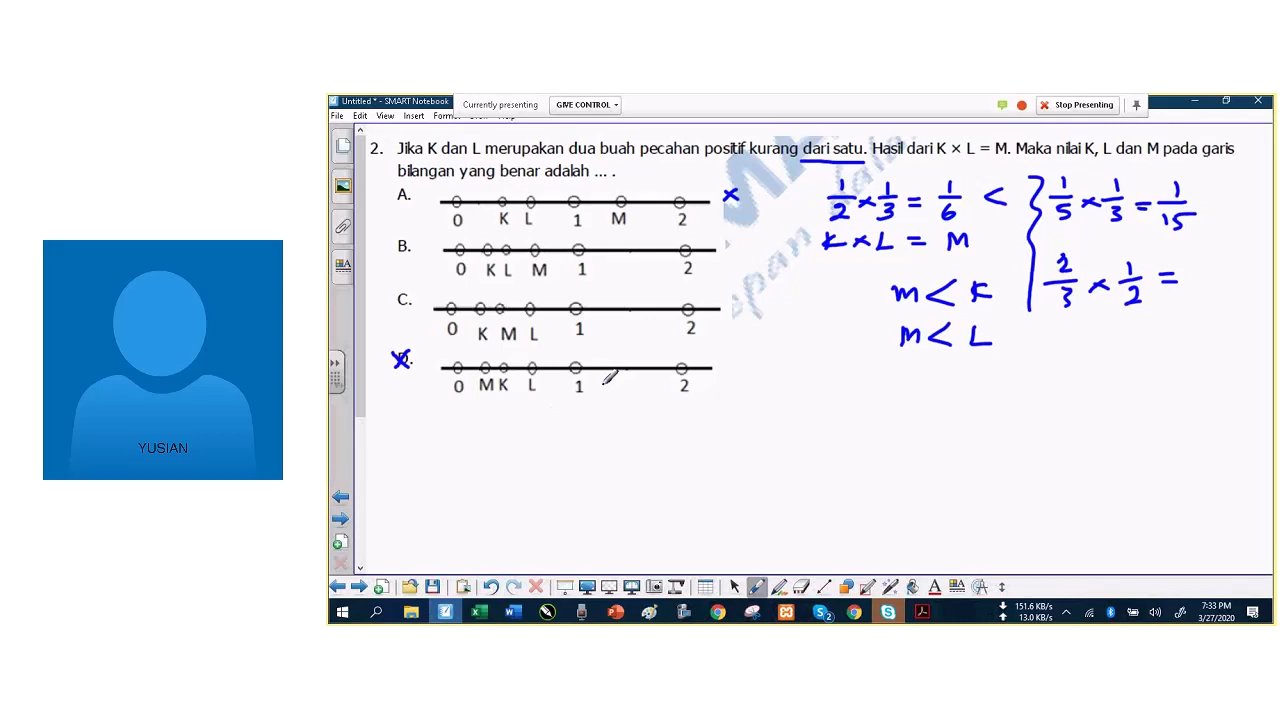 Untitled * - SMART Notebook
Currently presenting
GIVE CONTROL
Stop Presenting
File Edit View Insert
2. Jika K dan L merupakan dua buah pecahan positif kurang dari satu. Hasil dari K × L = M. Maka nilai K, L dan M pada garis
bilangan yang benar adalah ... .
A.
0 K L 1 M 2
B.
0 K L M 1 2
C.
0 K M L 1 2
D.
0 M K L 1 2
×
1/2 × 1/3 = 1/6 <
K × L = M
m < K
m < L
1/5 × 1/3 = 1/15
2/3 × 1/2 =
YUSIAN
151.6 KB/s
13.0 KB/s
7:33 PM
3/27/2020